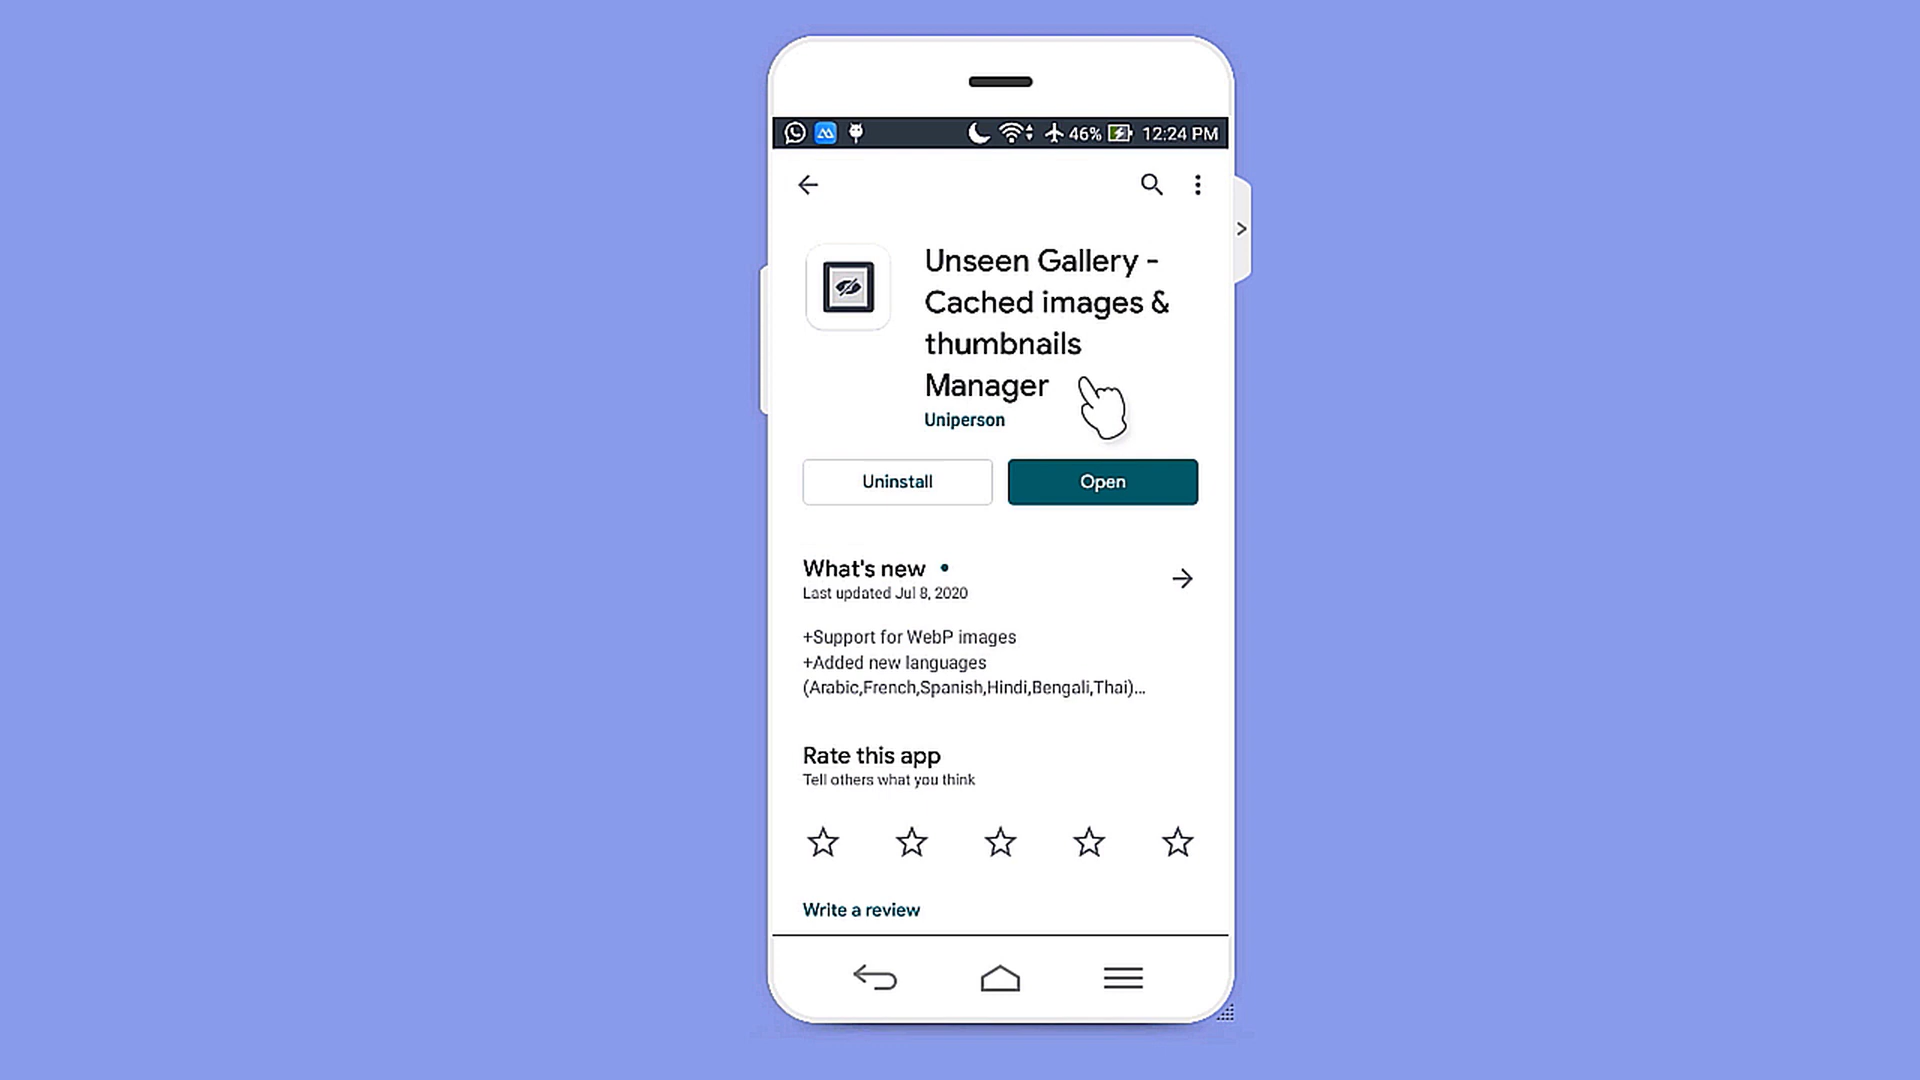 46% 12:24 PM
Unseen Gallery -
Cached images &
thumbnails
Manager
Uniperson
Uninstall
Open
What's new •
Last updated Jul 8, 2020
+Support for WebP images
+Added new languages
(Arabic,French,Spanish,Hindi,Bengali,Thai)...
Rate this app
Tell others what you think
Write a review